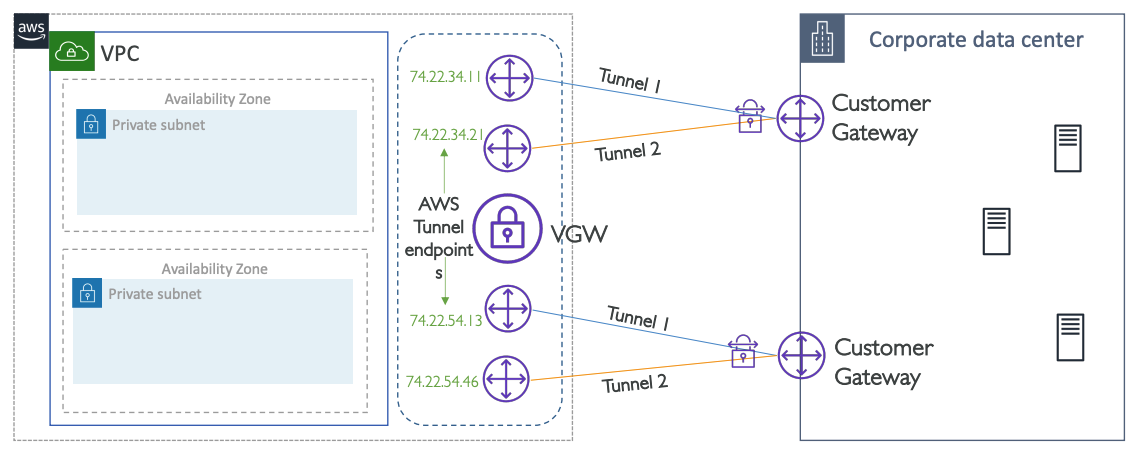 aws
VPC
Availability Zone
Private subnet
Availability Zone
Private subnet
74.22.34.11
74.22.34.21
AWS
Tunnel
endpoint
s
VGW
74.22.54.13
74.22.54.46
Tunnel 1
Tunnel 2
Tunnel 1
Tunnel 2
Corporate data center
Customer
Gateway
Customer
Gateway